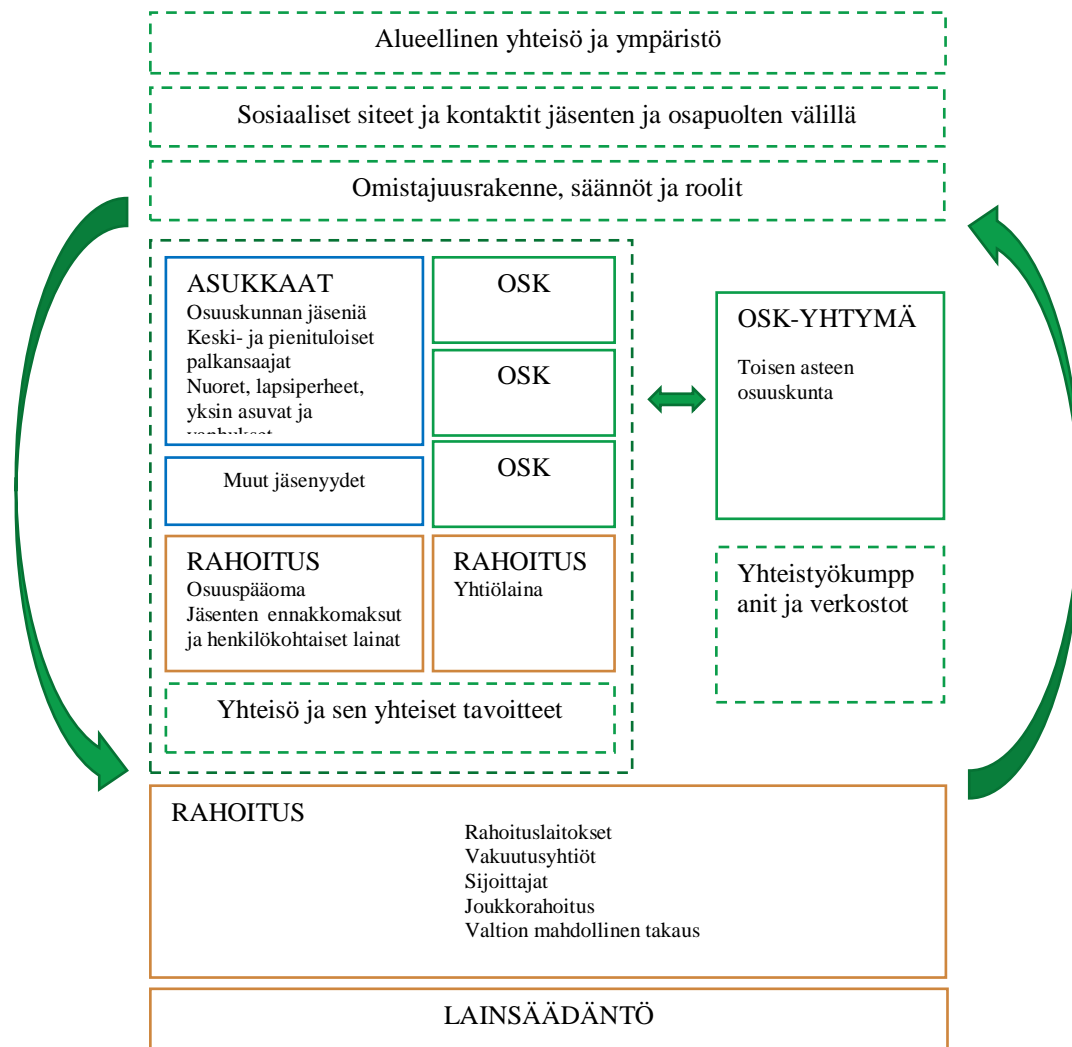 Alueellinen yhteisö ja ympäristö
Sosiaaliset siteet ja kontaktit jäsenten ja osapuolten välillä
Omistajuusrakenne, säännöt ja roolit
ASUKKAAT
Osuuskunnan jäseniä
Keski- ja pienituloiset
palkansaajat
Nuoret, lapsiperheet,
yksin asuvat ja
vanhukset
Muut jäsenyydet
OSK
OSK
OSK
OSK-YHTYMÄ
Toisen asteen
osuuskunta
RAHOITUS
Osuuspääoma
Jäsenten ennakkomaksut
ja henkilökohtaiset lainat
RAHOITUS
Yhtiölaina
Yhteistyökumpp
anit ja verkostot
Yhteisö ja sen yhteiset tavoitteet
RAHOITUS
Rahoituslaitokset
Vakuutusyhtiöt
Sijoittajat
Joukkorahoitus
Valtion mahdollinen takaus
LAINSÄÄDÄNTÖ